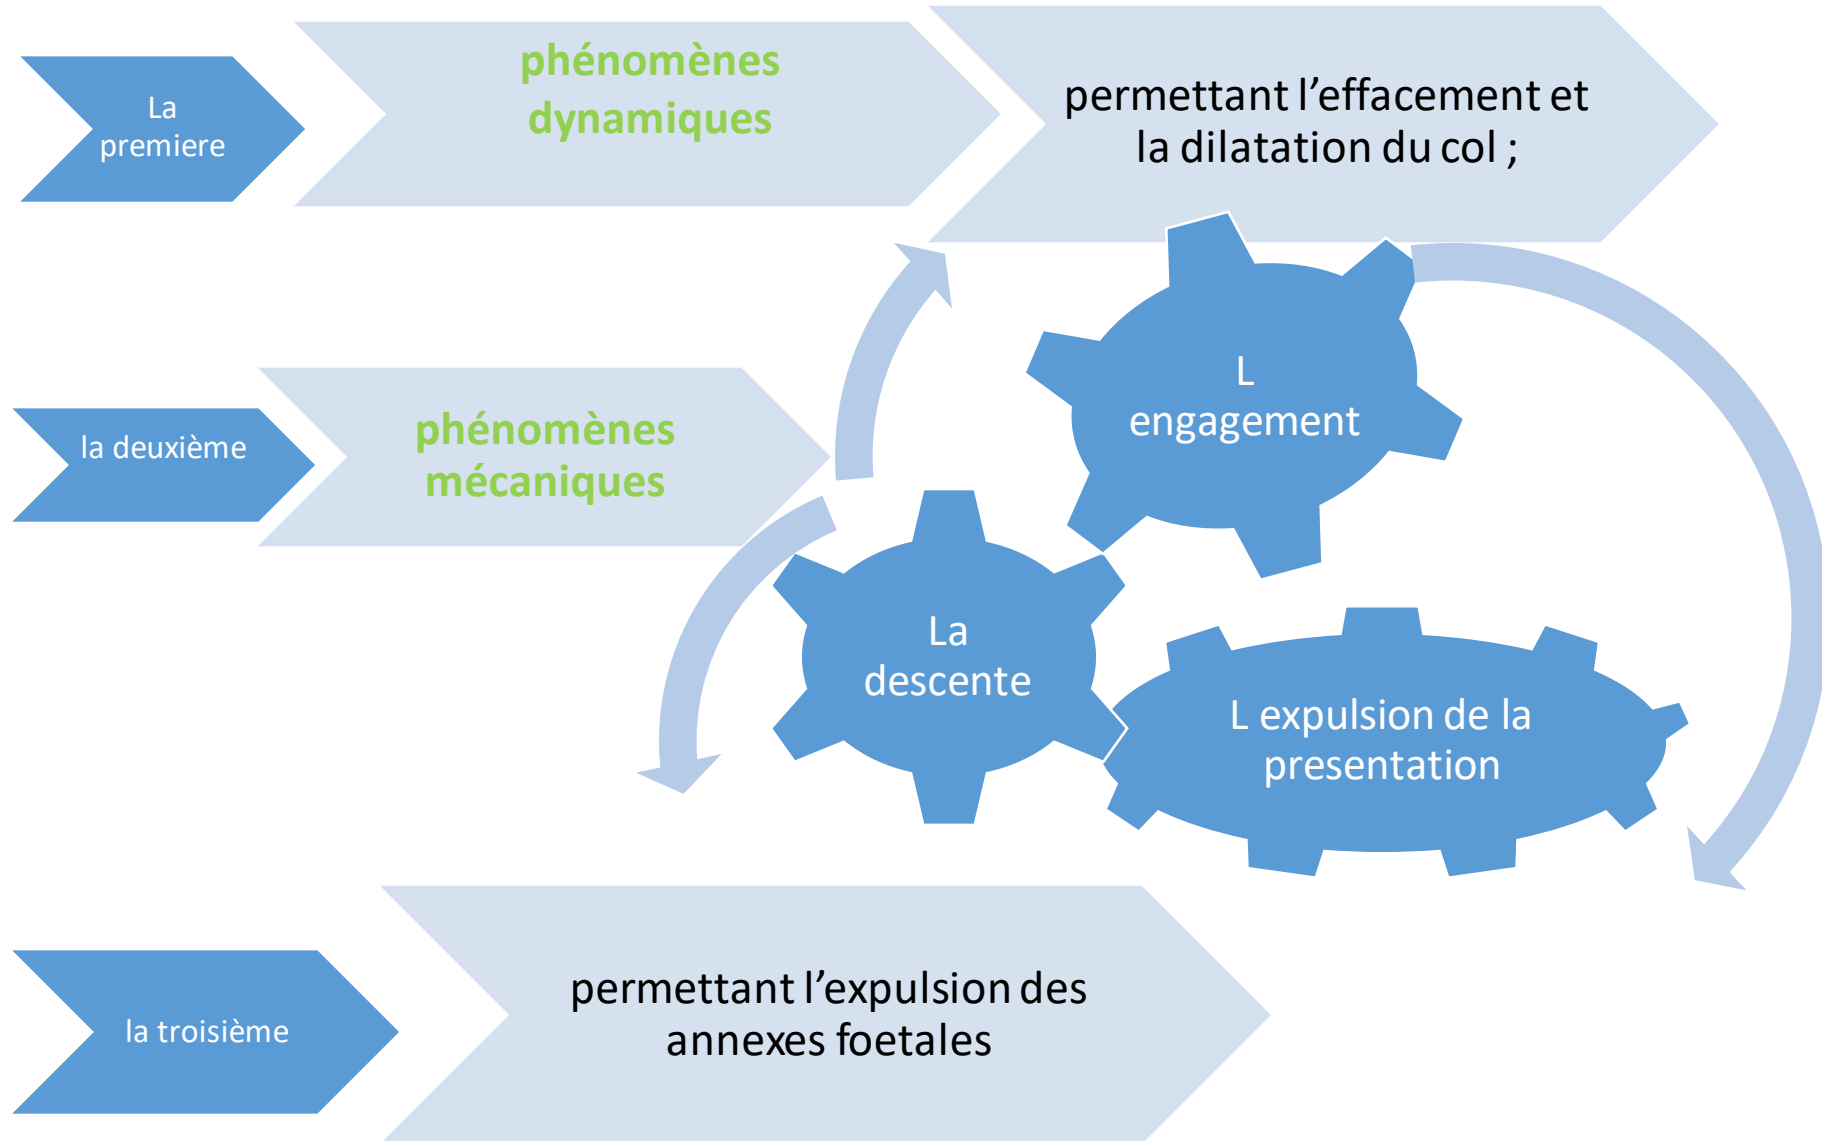 La
premiere
phénomènes
dynamiques
permettant l’effacement et
la dilatation du col ;
la deuxième
phénomènes
mécaniques
L
engagement
La
descente
L expulsion de la
presentation
la troisième
permettant l’expulsion des
annexes foetales